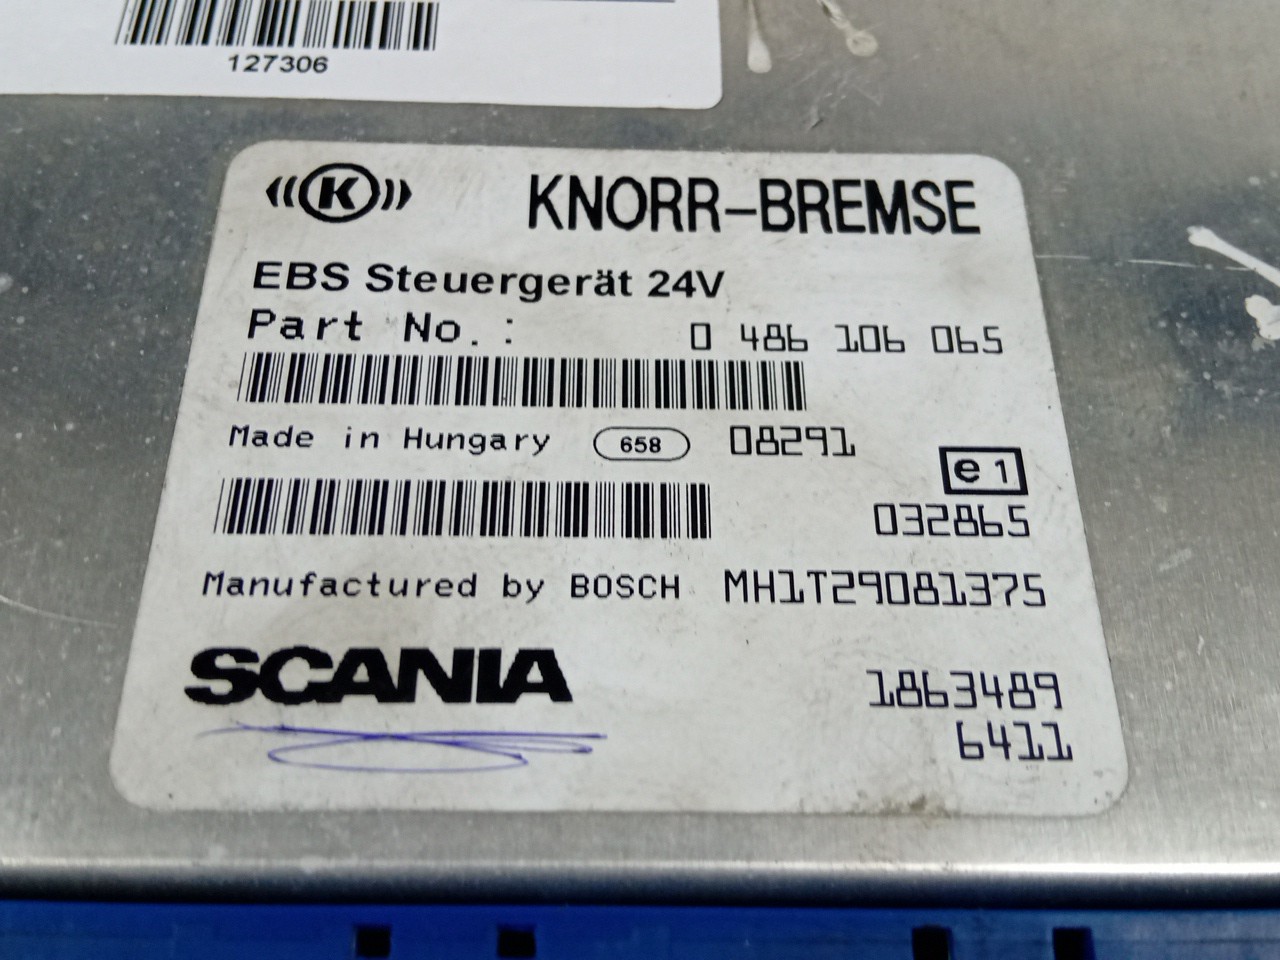 127306
K KNORR-BREMSE
EBS Steuergerät 24V
Part No.: 0 486 106 065
Made in Hungary 658 08291
e1
032865
Manufactured by BOSCH MH1T29081375
SCANIA 1863489
6411